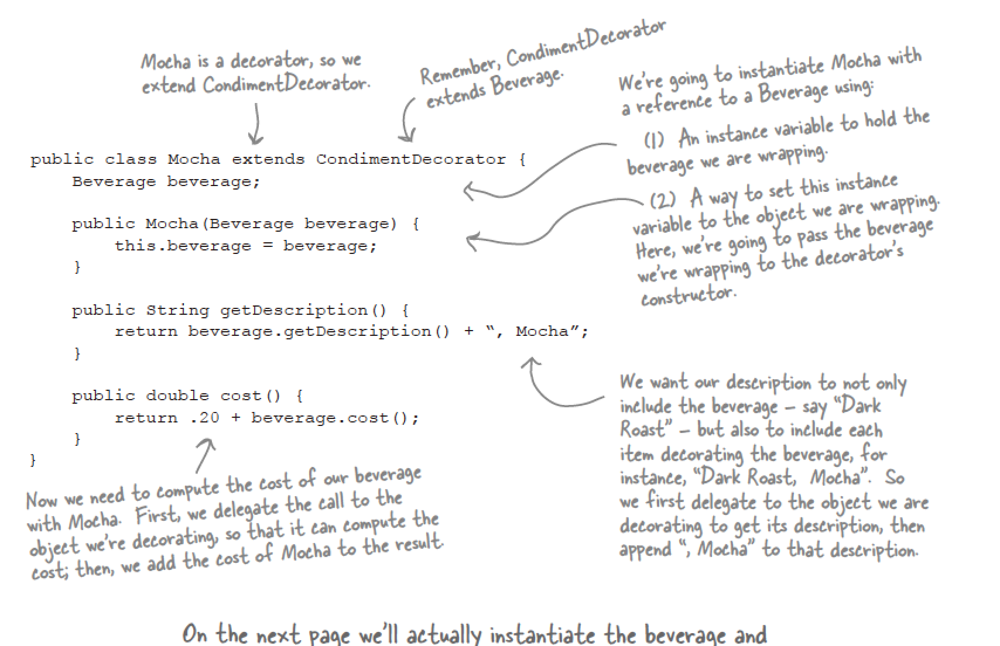 Mocha is a decorator, so we
extend CondimentDecorator.
Remember, CondimentDecorator
extends Beverage.
We're going to instantiate Mocha with
a reference to a Beverage using:
(1) An instance variable to hold the
beverage we are wrapping.
(2) A way to set this instance
variable to the object we are wrapping.
Here, we're going to pass the beverage
we're wrapping to the decorator's
constructor.
public class Mocha extends CondimentDecorator {
Beverage beverage;
public Mocha(Beverage beverage) {
this.beverage = beverage;
}
public String getDescription() {
return beverage.getDescription() + “, Mocha”;
}
public double cost() {
return .20 + beverage.cost();
}
}
We want our description to not only
include the beverage – say “Dark
Roast” – but also to include each
item decorating the beverage, for
instance, “Dark Roast, Mocha”. So
we first delegate to the object we are
decorating to get its description, then
append “, Mocha” to that description.
Now we need to compute the cost of our beverage
with Mocha. First, we delegate the call to the
object we're decorating, so that it can compute the
cost; then, we add the cost of Mocha to the result.
On the next page we'll actually instantiate the beverage and